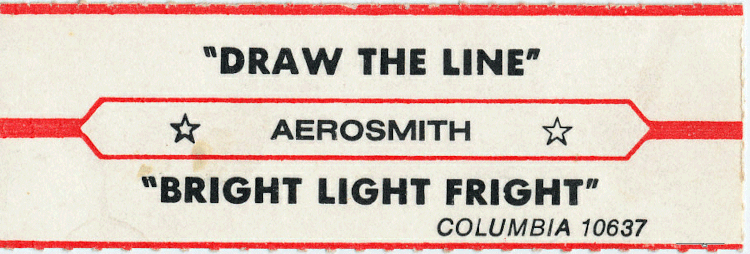 "DRAW THE LINE"
☆ AEROSMITH ☆
"BRIGHT LIGHT FRIGHT"
COLUMBIA 10637